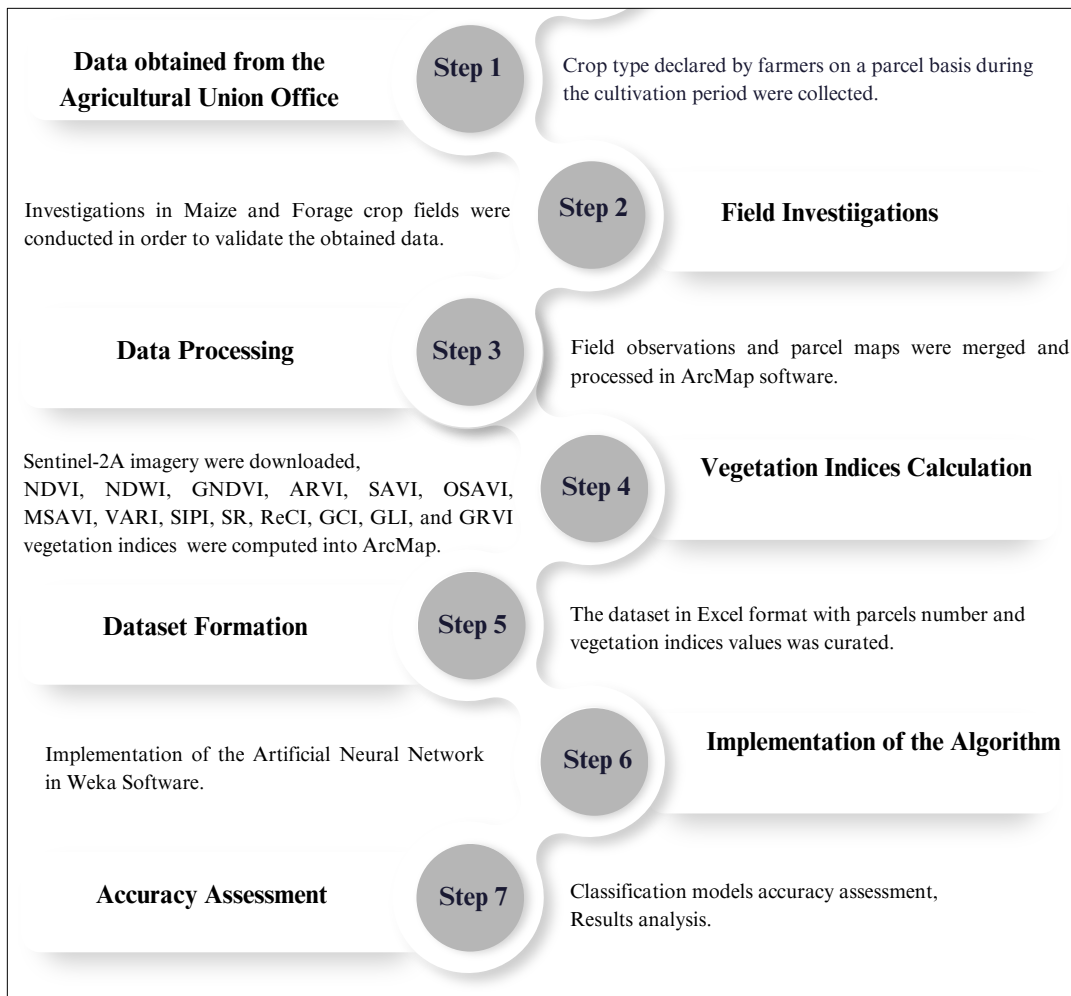 Data obtained from the
Agricultural Union Office
Step 1
Crop type declared by farmers on a parcel basis during
the cultivation period were collected.
Investigations in Maize and Forage crop fields were
conducted in order to validate the obtained data.
Step 2
Field Investiigations
Data Processing
Step 3
Field observations and parcel maps were merged and
processed in ArcMap software.
Sentinel-2A imagery were downloaded,
NDVI, NDWI, GNDVI, ARVI, SAVI, OSAVI,
MSAVI, VARI, SIPI, SR, ReCI, GCI, GLI, and GRVI
vegetation indices were computed into ArcMap.
Step 4
Vegetation Indices Calculation
Dataset Formation
Step 5
The dataset in Excel format with parcels number and
vegetation indices values was curated.
Implementation of the Artificial Neural Network
in Weka Software.
Step 6
Implementation of the Algorithm
Accuracy Assessment
Step 7
Classification models accuracy assessment,
Results analysis.